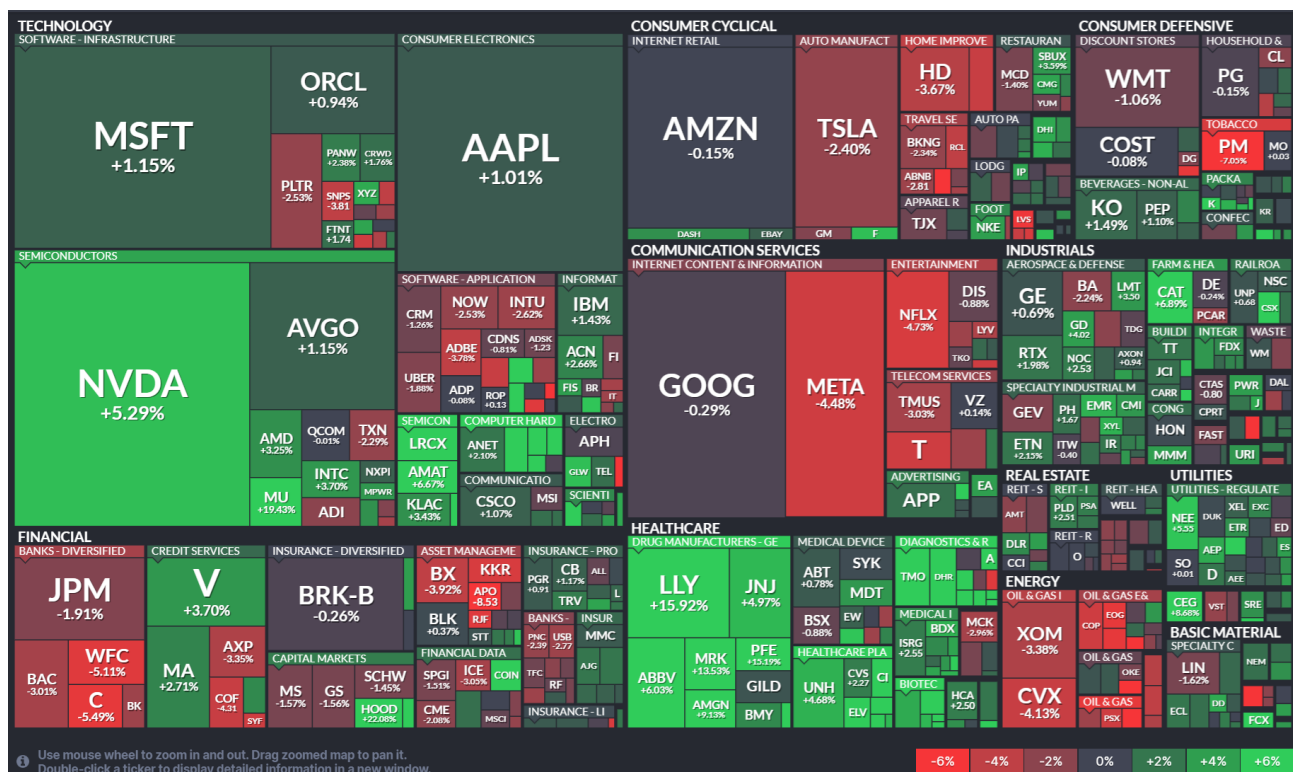 TECHNOLOGY
SOFTWARE - INFRASTRUCTURE
MSFT
+1.15%
ORCL
+0.94%
PLTR
-2.53%
PANW
+2.38%
CRWD
+1.76%
SNPS
-3.81
XYZ
FTNT
+1.74
CONSUMER ELECTRONICS
AAPL
+1.01%
SEMICONDUCTORS
NVDA
+5.29%
AVGO
+1.15%
AMD
+3.25%
QCOM
-0.01%
TXN
-2.29%
MU
+19.43%
INTC
+3.70%
NXPI
MPWR
ADI
SOFTWARE - APPLICATION
CRM
-1.26%
NOW
-2.53%
INTU
-2.62%
UBER
-1.88%
ADBE
-3.78%
CDNS
-0.81%
ADSK
-1.23
ADP
-0.08%
ROP
+0.13
INFORMAT
IBM
+1.43%
ACN
+2.66%
FI
FIS
BR
IT
SEMICON
LRCX
AMAT
+6.67%
KLAC
+3.43%
COMPUTER HARD
ANET
+2.10%
ELECTRO
APH
GLW
TEL
COMMUNICATIO
CSCO
+1.07%
MSI
SCIENTI
CONSUMER CYCLICAL
INTERNET RETAIL
AMZN
-0.15%
DASH
EBAY
AUTO MANUFACT
TSLA
-2.40%
GM
F
HOME IMPROVE
HD
-3.67%
RESTAURAN
MCD
-1.40%
SBUX
+3.59%
CMG
YUM
TRAVEL SE
BKNG
-2.34%
RCL
ABNB
-2.81
AUTO PA
DHI
LODG
IP
APPAREL R
TJX
FOOT
NKE
LVS
CONSUMER DEFENSIVE
DISCOUNT STORES
WMT
-1.06%
COST
-0.08%
DG
HOUSEHOLD &
PG
-0.15%
CL
TOBACCO
PM
-7.05%
MO
+0.03
BEVERAGES - NON-AL
KO
+1.49%
PEP
+1.10%
PACKA
K
CONFEC
KR
COMMUNICATION SERVICES
INTERNET CONTENT & INFORMATION
GOOG
-0.29%
META
-4.48%
ENTERTAINMENT
NFLX
-4.73%
DIS
-0.88%
LYV
TKO
TELECOM SERVICES
TMUS
-3.03%
VZ
+0.14%
T
ADVERTISING
APP
EA
INDUSTRIALS
AEROSPACE & DEFENSE
GE
+0.69%
BA
-2.24%
LMT
+3.50
GD
+4.02
TDG
RTX
+1.98%
NOC
+2.53
AXON
+0.94
FARM & HEA
CAT
+6.89%
DE
-0.24%
PCAR
RAILROA
UNP
+0.68
NSC
CSX
BUILDI
TT
JCI
CARR
INTEGR
FDX
WASTE
WM
SPECIALTY INDUSTRIAL M
GEV
PH
+1.67
EMR
CMI
XYL
ETN
+2.15%
ITW
-0.40
IR
CONG
HON
MMM
CTAS
-0.80
CPRT
FAST
PWR
J
DAL
URI
FINANCIAL
BANKS - DIVERSIFIED
JPM
-1.91%
BAC
-3.01%
WFC
-5.11%
C
-5.49%
BK
CREDIT SERVICES
V
+3.70%
MA
+2.71%
AXP
-3.35%
COF
-4.31
SYF
INSURANCE - DIVERSIFIED
BRK-B
-0.26%
CAPITAL MARKETS
MS
-1.57%
GS
-1.56%
SCHW
-1.45%
HOOD
+22.08%
ASSET MANAGEME
BX
-3.92%
KKR
APO
-8.53
BLK
+0.37%
RJF
STT
FINANCIAL DATA
SPGI
-1.51%
ICE
-3.05%
COIN
CME
-2.08%
MSCI
INSURANCE - PRO
PGR
+0.91
CB
+1.17%
ALL
TRV
L
BANKS -
PNC
-2.39
USB
-2.77
TFC
RF
INSUR
MMC
AJG
INSURANCE - LI
HEALTHCARE
DRUG MANUFACTURERS - GE
LLY
+15.92%
JNJ
+4.97%
ABBV
+6.03%
MRK
+13.53%
PFE
+15.19%
AMGN
+9.13%
GILD
BMY
MEDICAL DEVICE
ABT
+0.78%
SYK
MDT
BSX
-0.88%
EW
HEALTHCARE PLA
UNH
+4.68%
CVS
+2.27
CI
ELV
DIAGNOSTICS & R
TMO
DHR
A
MEDICAL I
ISRG
+2.55
BDX
MCK
-2.96%
BIOTEC
HCA
+2.50
REAL ESTATE
REIT - S
AMT
DLR
CCI
REIT - I
PLD
+2.51
PSA
REIT - HEA
WELL
REIT - R
O
UTILITIES
UTILITIES - REGULATE
NEE
+5.55
DUK
XEL
EXC
ETR
ED
AEP
ES
SO
+0.01
D
AEE
CEG
+8.68%
VST
SRE
ENERGY
OIL & GAS I
XOM
-3.38%
CVX
-4.13%
OIL & GAS E&
COP
EOG
OIL & GAS
OKE
OIL & GAS
PSX
BASIC MATERIAL
SPECIALTY C
LIN
-1.62%
ECL
DD
NEM
FCX
Use mouse wheel to zoom in and out. Drag zoomed map to pan it.
Double-click a ticker to display detailed information in a new window.
-6%
-4%
-2%
0%
+2%
+4%
+6%